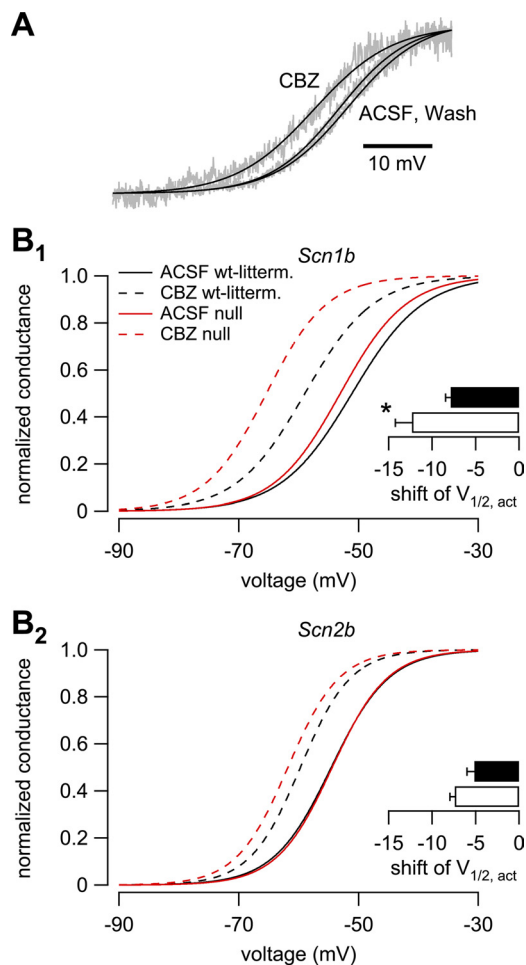 A
CBZ
ACSF, Wash
10 mV
B1
Scn1b
normalized conductance
1.0
0.8
0.6
0.4
0.2
0
ACSF wt-litterm.
CBZ wt-litterm.
ACSF null
CBZ null
*
-15 -10 -5 0
shift of V1/2, act
-90 -70 -50 -30
voltage (mV)
B2
Scn2b
normalized conductance
1.0
0.8
0.6
0.4
0.2
0
-15 -10 -5 0
shift of V1/2, act
-90 -70 -50 -30
voltage (mV)